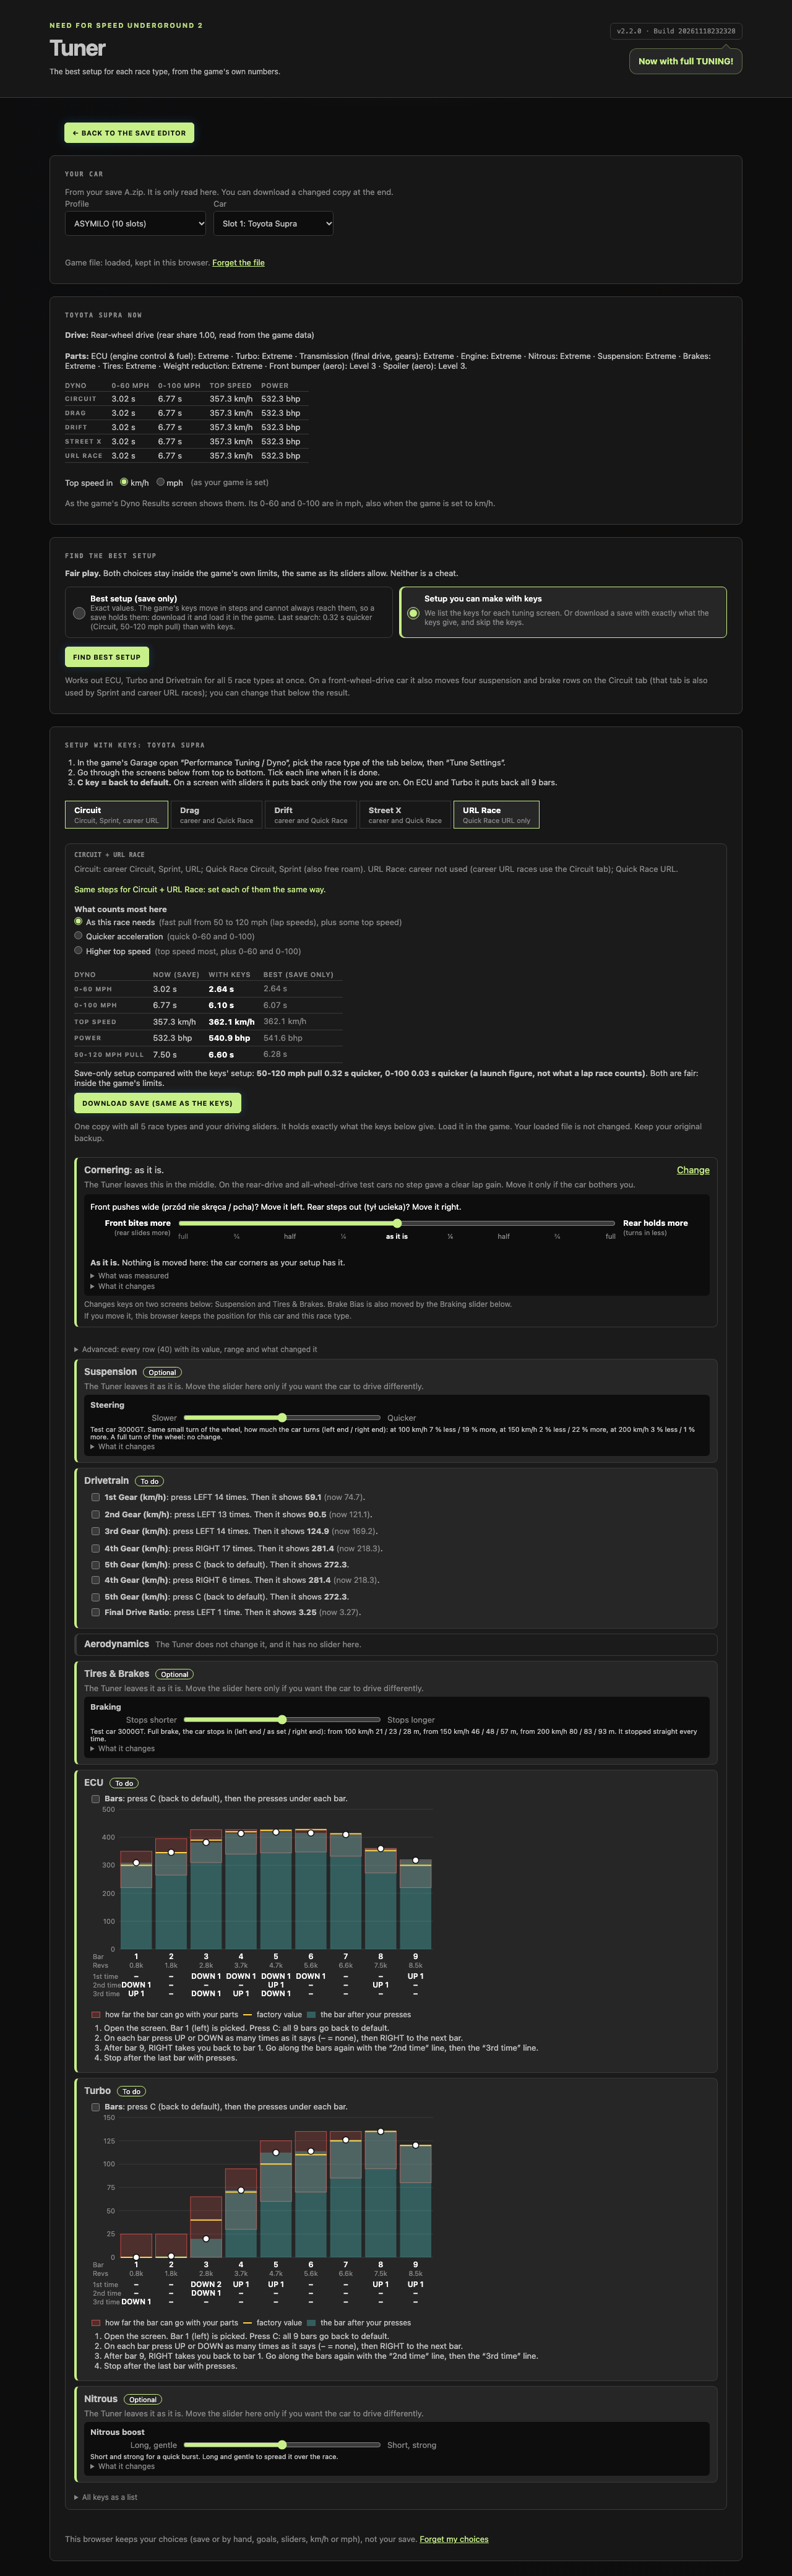 NEED FOR SPEED UNDERGROUND 2
Tuner
The best setup for each race type, from the game's own numbers.
v2.2.0 · Build 20261118232328
Now with full TUNING!
← BACK TO THE SAVE EDITOR
YOUR CAR
From your save A.zip. It is only read here. You can download a changed copy at the end.
Profile Car
ASYMILO (10 slots) Slot 1: Toyota Supra
Game file: loaded, kept in this browser. Forget the file
TOYOTA SUPRA NOW
Drive: Rear-wheel drive (rear share 1.00, read from the game data)
Parts: ECU (engine control & fuel): Extreme · Turbo: Extreme · Transmission (final drive, gears): Extreme · Engine: Extreme · Nitrous: Extreme · Suspension: Extreme · Brakes:
Extreme · Tires: Extreme · Weight reduction: Extreme · Front bumper (aero): Level 3 · Spoiler (aero): Level 3.
DYNO 0-60 MPH 0-100 MPH TOP SPEED POWER
CIRCUIT 3.02 s 6.77 s 357.3 km/h 532.3 bhp
DRAG 3.02 s 6.77 s 357.3 km/h 532.3 bhp
DRIFT 3.02 s 6.77 s 357.3 km/h 532.3 bhp
STREET X 3.02 s 6.77 s 357.3 km/h 532.3 bhp
URL RACE 3.02 s 6.77 s 357.3 km/h 532.3 bhp
Top speed in km/h mph (as your game is set)
As the game's Dyno Results screen shows them. Its 0-60 and 0-100 are in mph, also when the game is set to km/h.
FIND THE BEST SETUP
Fair play. Both choices stay inside the game's own limits, the same as its sliders allow. Neither is a cheat.
Best setup (save only)
Exact values. The game's keys move in steps and cannot always reach them, so a
save holds them: download it and load it in the game. Last search: 0.32 s quicker
(Circuit, 50-120 mph pull) than with keys.
Setup you can make with keys
We list the keys for each tuning screen. Or download a save with exactly what the
keys give, and skip the keys.
FIND BEST SETUP
Works out ECU, Turbo and Drivetrain for all 5 race types at once. On a front-wheel-drive car it also moves four suspension and brake rows on the Circuit tab (that tab is also
used by Sprint and career URL races); you can change that below the result.
SETUP WITH KEYS: TOYOTA SUPRA
1. In the game's Garage open "Performance Tuning / Dyno", pick the race type of the tab below, then "Tune Settings".
2. Go through the screens below from top to bottom. Tick each line when it is done.
3. C key = back to default. On a screen with sliders it puts back only the row you are on. On ECU and Turbo it puts back all 9 bars.
Circuit Drag Drift Street X URL Race
Circuit, Sprint, career URL career and Quick Race career and Quick Race career and Quick Race Quick Race URL only
CIRCUIT + URL RACE
Circuit: career Circuit, Sprint, URL; Quick Race Circuit, Sprint (also free roam). URL Race: career not used (career URL races use the Circuit tab); Quick Race URL.
Same steps for Circuit + URL Race: set each of them the same way.
What counts most here
As this race needs (fast pull from 50 to 120 mph (lap speeds), plus some top speed)
Quicker acceleration (quick 0-60 and 0-100)
Higher top speed (top speed most, plus 0-60 and 0-100)
DYNO NOW (SAVE) WITH KEYS BEST (SAVE ONLY)
0-60 MPH 3.02 s 2.64 s 2.64 s
0-100 MPH 6.77 s 6.10 s 6.07 s
TOP SPEED 357.3 km/h 362.1 km/h 362.1 km/h
POWER 532.3 bhp 540.9 bhp 541.6 bhp
50-120 MPH PULL 7.50 s 6.60 s 6.28 s
Save-only setup compared with the keys' setup: 50-120 mph pull 0.32 s quicker, 0-100 0.03 s quicker (a launch figure, not what a lap race counts). Both are fair:
inside the game's limits.
DOWNLOAD SAVE (SAME AS THE KEYS)
One copy with all 5 race types and your driving sliders. It holds exactly what the keys below give. Load it in the game. Your loaded file is not changed. Keep your original
backup.
Cornering: as it is. Change
The Tuner leaves this in the middle. On the rear-drive and all-wheel-drive test cars no step gave a clear lap gain. Move it only if the car bothers you.
Front pushes wide (przód nie skręca / pcha)? Move it left. Rear steps out (tył ucieka)? Move it right.
Front bites more Rear holds more
(rear slides more) (turns in less)
full ¾ half ¼ as it is ¼ half ¾ full
As it is. Nothing is moved here: the car corners as your setup has it.
▶ What was measured
▶ What it changes
Changes keys on two screens below: Suspension and Tires & Brakes. Brake Bias is also moved by the Braking slider below.
If you move it, this browser keeps the position for this car and this race type.
▶ Advanced: every row (40) with its value, range and what changed it
Suspension Optional
The Tuner leaves it as it is. Move the slider here only if you want the car to drive differently.
Steering
Slower Quicker
Test car 3000GT. Same small turn of the wheel, how much the car turns (left end / right end): at 100 km/h 7 % less / 19 % more, at 150 km/h 2 % less / 22 % more, at 200 km/h 3 % less / 1 %
more. A full turn of the wheel: no change.
▶ What it changes
Drivetrain To do
1st Gear (km/h): press LEFT 14 times. Then it shows 59.1 (now 74.7).
2nd Gear (km/h): press LEFT 13 times. Then it shows 90.5 (now 121.1).
3rd Gear (km/h): press LEFT 14 times. Then it shows 124.9 (now 169.2).
4th Gear (km/h): press RIGHT 17 times. Then it shows 281.4 (now 218.3).
5th Gear (km/h): press C (back to default). Then it shows 272.3.
4th Gear (km/h): press RIGHT 6 times. Then it shows 281.4 (now 218.3).
5th Gear (km/h): press C (back to default). Then it shows 272.3.
Final Drive Ratio: press LEFT 1 time. Then it shows 3.25 (now 3.27).
Aerodynamics The Tuner does not change it, and it has no slider here.
Tires & Brakes Optional
The Tuner leaves it as it is. Move the slider here only if you want the car to drive differently.
Braking
Stops shorter Stops longer
Test car 3000GT. Full brake, the car stops in (left end / as set / right end): from 100 km/h 21 / 23 / 28 m, from 150 km/h 46 / 48 / 57 m, from 200 km/h 80 / 83 / 93 m. It stopped straight every
time.
▶ What it changes
ECU To do
Bars: press C (back to default), then the presses under each bar.
500
400
300
200
100
0
Bar 1 2 3 4 5 6 7 8 9
Revs 0.8k 1.8k 2.8k 3.7k 4.7k 5.6k 6.6k 7.5k 8.5k
1st time – – DOWN 1 DOWN 1 DOWN 1 DOWN 1 – – UP 1
2nd time DOWN 1 – – – UP 1 – – UP 1 –
3rd time UP 1 – DOWN 1 UP 1 DOWN 1 – – – –
how far the bar can go with your parts factory value the bar after your presses
1. Open the screen. Bar 1 (left) is picked. Press C: all 9 bars go back to default.
2. On each bar press UP or DOWN as many times as it says (– = none), then RIGHT to the next bar.
3. After bar 9, RIGHT takes you back to bar 1. Go along the bars again with the "2nd time" line, then the "3rd time" line.
4. Stop after the last bar with presses.
Turbo To do
Bars: press C (back to default), then the presses under each bar.
150
125
100
75
50
25
0
Bar 1 2 3 4 5 6 7 8 9
Revs 0.8k 1.8k 2.8k 3.7k 4.7k 5.6k 6.6k 7.5k 8.5k
1st time – – DOWN 2 UP 1 UP 1 – – UP 1 UP 1
2nd time – – DOWN 1 – – – – – –
3rd time DOWN 1 – – – – – – – –
how far the bar can go with your parts factory value the bar after your presses
1. Open the screen. Bar 1 (left) is picked. Press C: all 9 bars go back to default.
2. On each bar press UP or DOWN as many times as it says (– = none), then RIGHT to the next bar.
3. After bar 9, RIGHT takes you back to bar 1. Go along the bars again with the "2nd time" line, then the "3rd time" line.
4. Stop after the last bar with presses.
Nitrous Optional
The Tuner leaves it as it is. Move the slider here only if you want the car to drive differently.
Nitrous boost
Long, gentle Short, strong
Short and strong for a quick burst. Long and gentle to spread it over the race.
▶ What it changes
▶ All keys as a list
This browser keeps your choices (save or by hand, goals, sliders, km/h or mph), not your save. Forget my choices